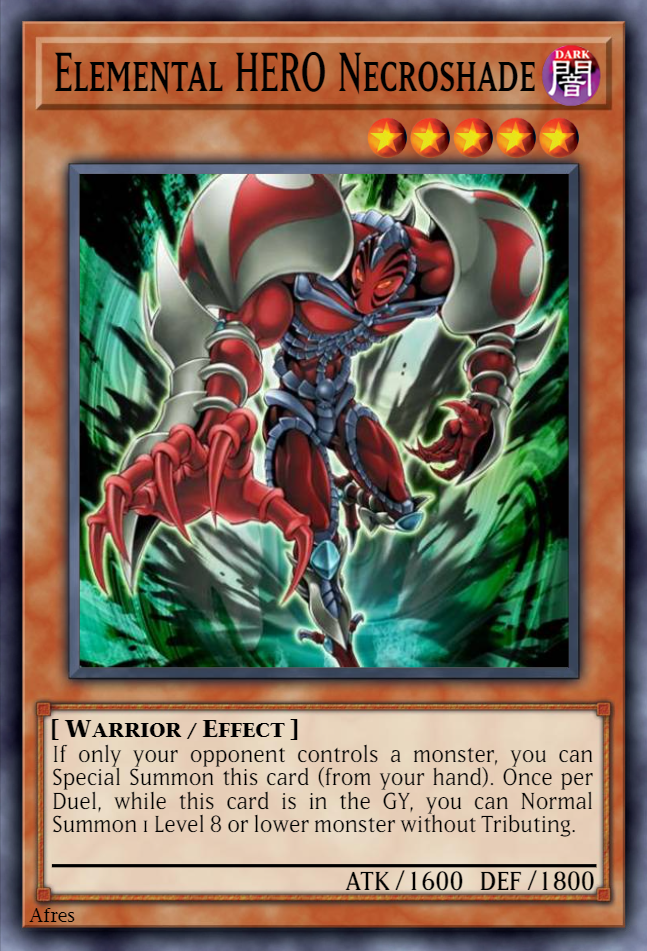 Elemental HERO Necroshade
DARK
闇
[ Warrior / Effect ]
If only your opponent controls a monster, you can
Special Summon this card (from your hand). Once per
Duel, while this card is in the GY, you can Normal
Summon 1 Level 8 or lower monster without Tributing.
ATK / 1600 DEF / 1800
Afres